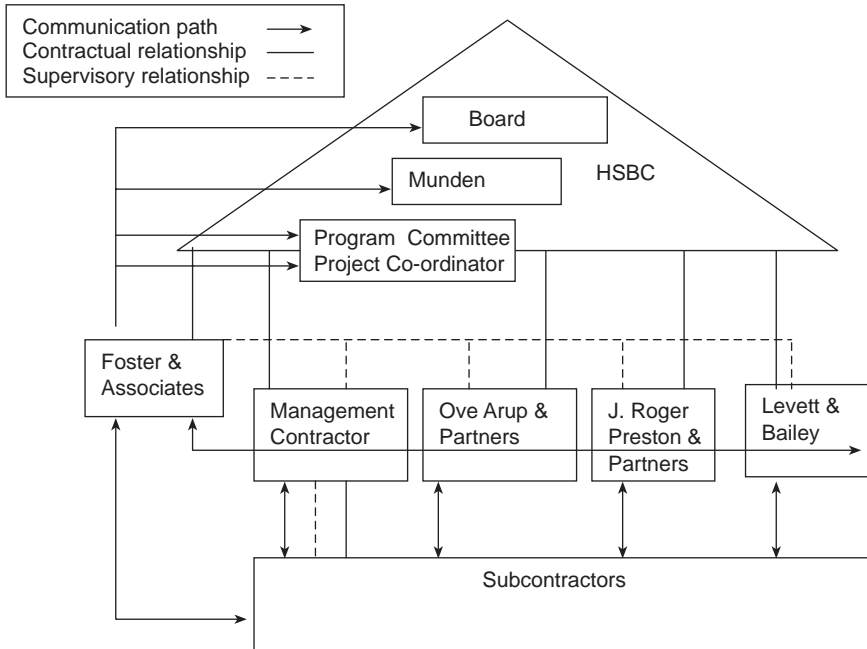 Communication path
Contractual relationship
Supervisory relationship
Board
HSBC
Munden
Program Committee
Project Co-ordinator
Foster &
Associates
Management
Contractor
Ove Arup &
Partners
J. Roger
Preston &
Partners
Levett &
Bailey
Subcontractors